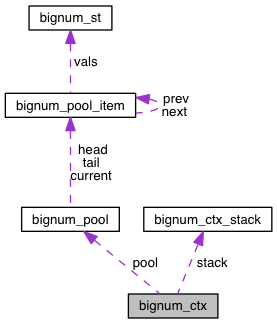 bignum_st
vals
bignum_pool_item
prev
next
head
tail
current
bignum_pool
bignum_ctx_stack
pool
stack
bignum_ctx